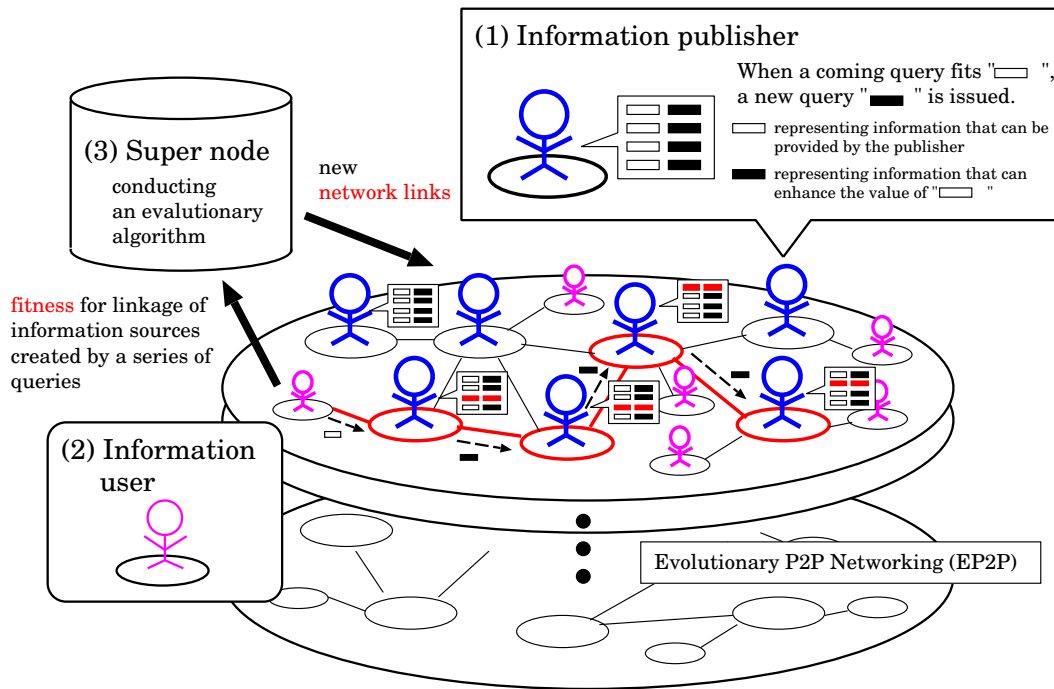 (1) Information publisher
When a coming query fits "          ",
a new query "          " is issued.
representing information that can be
provided by the publisher
representing information that can
enhance the value of "          "
(3) Super node
conducting
an evalutionary
algorithm
new
network links
fitness for linkage of
information sources
created by a series of
queries
(2) Information
user
Evolutionary P2P Networking (EP2P)